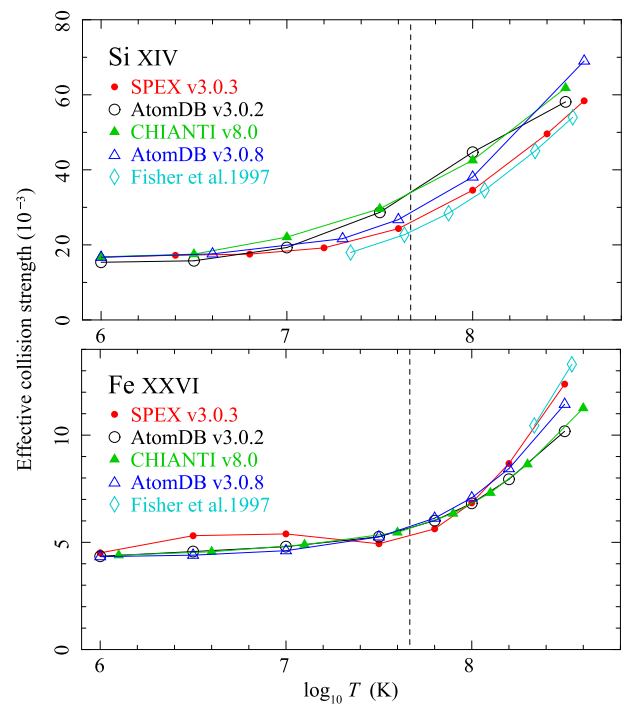 80
60
40
20
0
Si XIV
SPEX v3.0.3
AtomDB v3.0.2
CHIANTI v8.0
AtomDB v3.0.8
Fisher et al.1997
6 7 8
Effective collision strength (10⁻³)
10
5
0
Fe XXVI
SPEX v3.0.3
AtomDB v3.0.2
CHIANTI v8.0
AtomDB v3.0.8
Fisher et al.1997
6 7 8
log₁₀ T (K)